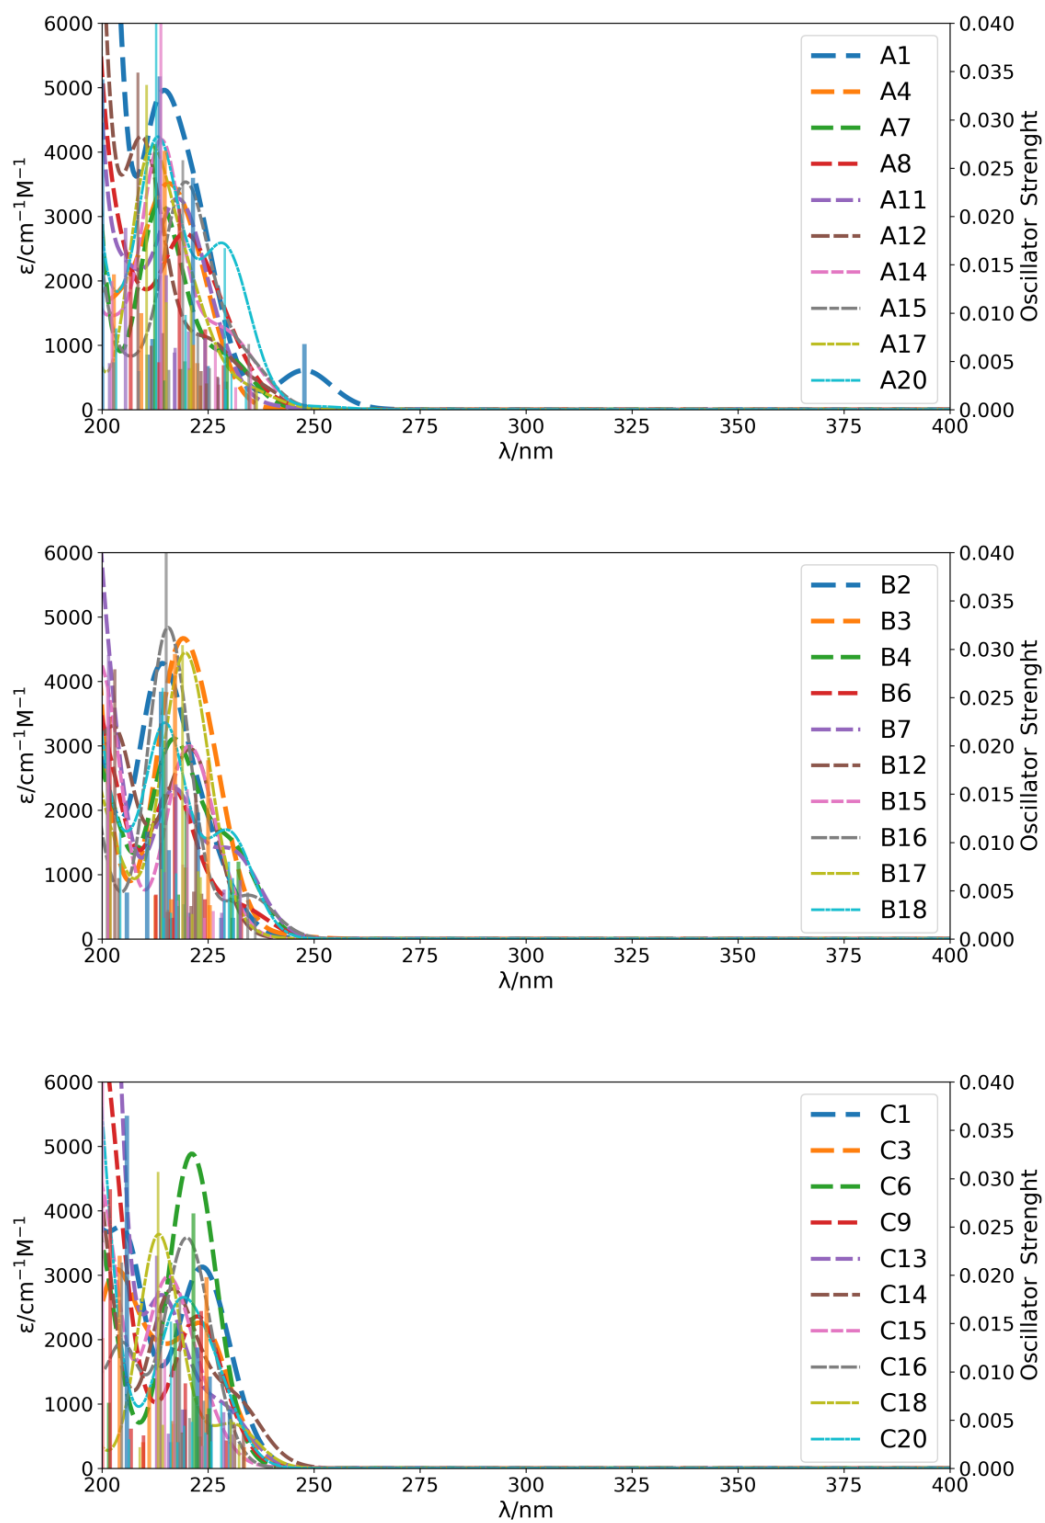 6000
5000
4000
3000
2000
1000
0
ε/cm⁻¹M⁻¹
200
225
250
275
300
325
350
375
400
λ/nm
0.040
0.035
0.030
0.025
0.020
0.015
0.010
0.005
0.000
Oscillator Strenght
A1
A4
A7
A8
A11
A12
A14
A15
A17
A20
6000
5000
4000
3000
2000
1000
0
ε/cm⁻¹M⁻¹
200
225
250
275
300
325
350
375
400
λ/nm
0.040
0.035
0.030
0.025
0.020
0.015
0.010
0.005
0.000
Oscillator Strenght
B2
B3
B4
B6
B7
B12
B15
B16
B17
B18
6000
5000
4000
3000
2000
1000
0
ε/cm⁻¹M⁻¹
200
225
250
275
300
325
350
375
400
λ/nm
0.040
0.035
0.030
0.025
0.020
0.015
0.010
0.005
0.000
Oscillator Strenght
C1
C3
C6
C9
C13
C14
C15
C16
C18
C20